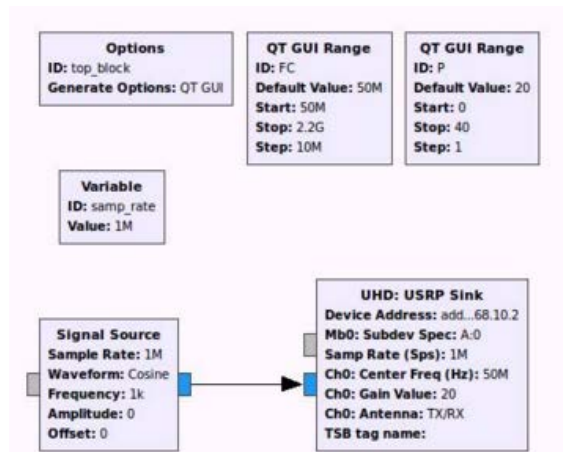 Options
ID: top_block
Generate Options: QT GUI
QT GUI Range
ID: FC
Default Value: 50M
Start: 50M
Stop: 2.2G
Step: 10M
QT GUI Range
ID: P
Default Value: 20
Start: 0
Stop: 40
Step: 1
Variable
ID: samp_rate
Value: 1M
Signal Source
Sample Rate: 1M
Waveform: Cosine
Frequency: 1k
Amplitude: 0
Offset: 0
UHD: USRP Sink
Device Address: add...68.10.2
Mb0: Subdev Spec: A:0
Samp Rate (Sps): 1M
Ch0: Center Freq (Hz): 50M
Ch0: Gain Value: 20
Ch0: Antenna: TX/RX
TSB tag name: